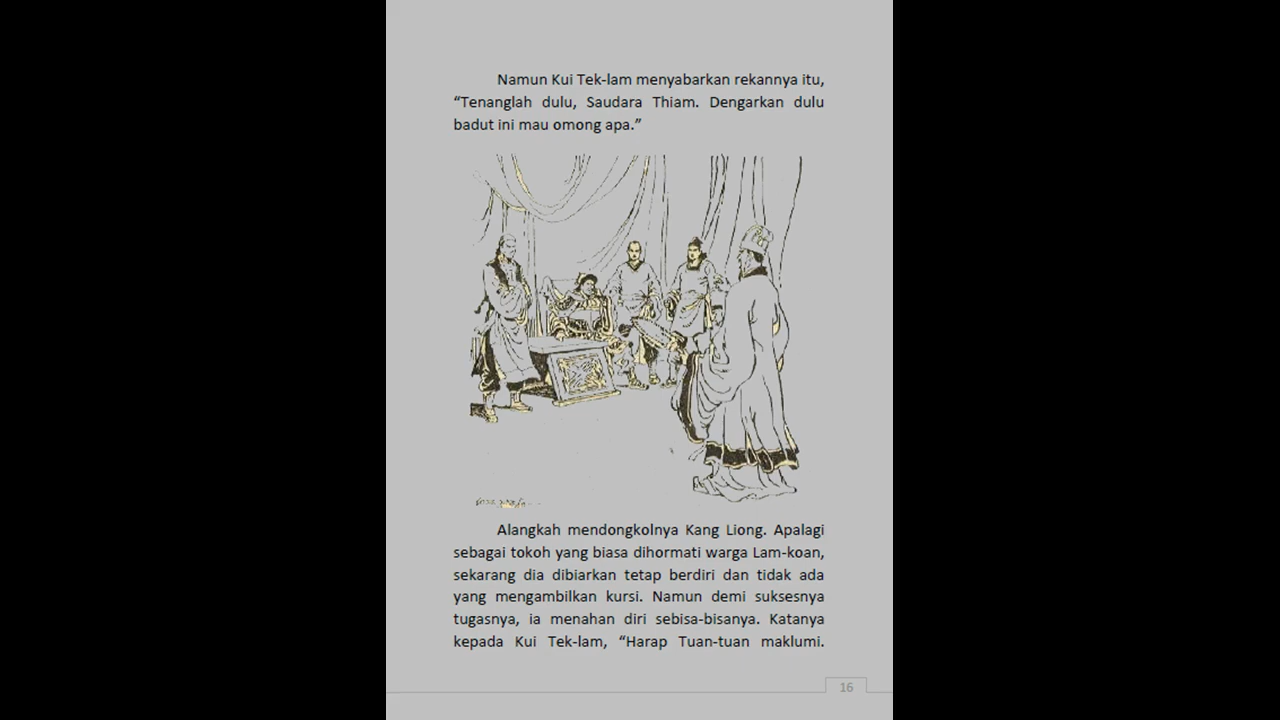 Namun Kui Tek-lam menyabarkan rekannya itu,
“Tenanglah dulu, Saudara Thiam. Dengarkan dulu
badut ini mau omong apa.”
Alangkah mendongkolnya Kang Liong. Apalagi
sebagai tokoh yang biasa dihormati warga Lam-koan,
sekarang dia dibiarkan tetap berdiri dan tidak ada
yang mengambilkan kursi. Namun demi suksesnya
tugasnya, ia menahan diri sebisa-bisanya. Katanya
kepada Kui Tek-lam, “Harap Tuan-tuan maklumi.
16